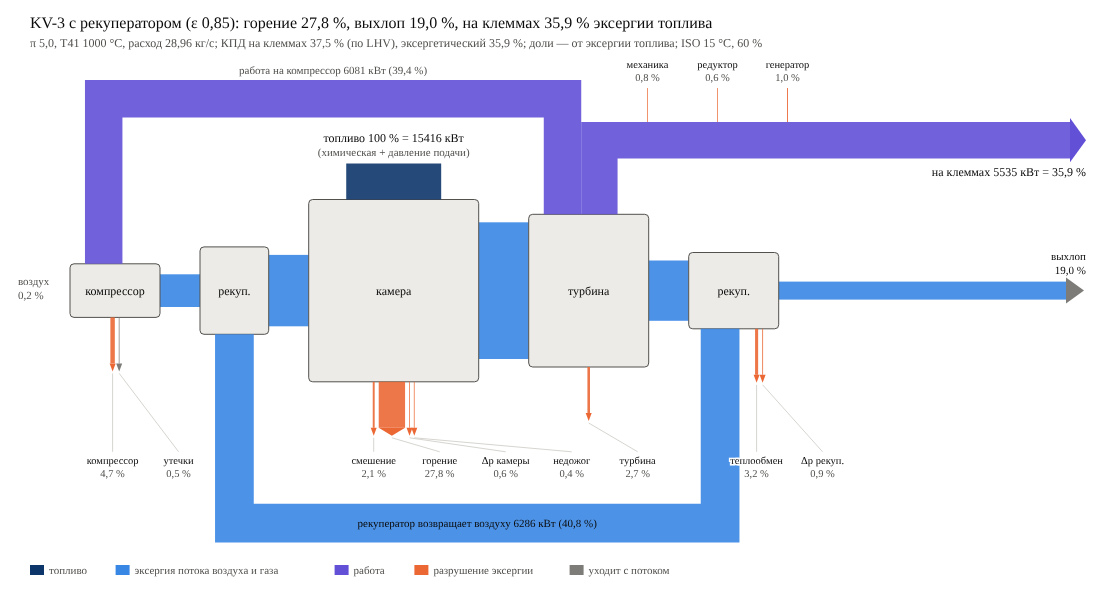 KV-3 с рекуператором (ε 0,85): горение 27,8 %, выхлоп 19,0 %, на клеммах 35,9 % эксергии топлива
π 5,0, T41 1000 °C, расход 28,96 кг/с; КПД на клеммах 37,5 % (по LHV), эксергетический 35,9 %; доли — от эксергии топлива; ISO 15 °C, 60 %
работа на компрессор 6081 кВт (39,4 %)
механика
0,8 %
редуктор
0,6 %
генератор
1,0 %
топливо 100 % = 15416 кВт
(химическая + давление подачи)
на клеммах 5535 кВт = 35,9 %
воздух
0,2 %
компрессор
рекуп.
камера
турбина
рекуп.
выхлоп
19,0 %
компрессор
4,7 %
утечки
0,5 %
смешение
2,1 %
горение
27,8 %
Δp камеры
0,6 %
недожог
0,4 %
турбина
2,7 %
теплообмен
3,2 %
Δp рекуп.
0,9 %
рекуператор возвращает воздуху 6286 кВт (40,8 %)
топливо
эксергия потока воздуха и газа
работа
разрушение эксергии
уходит с потоком